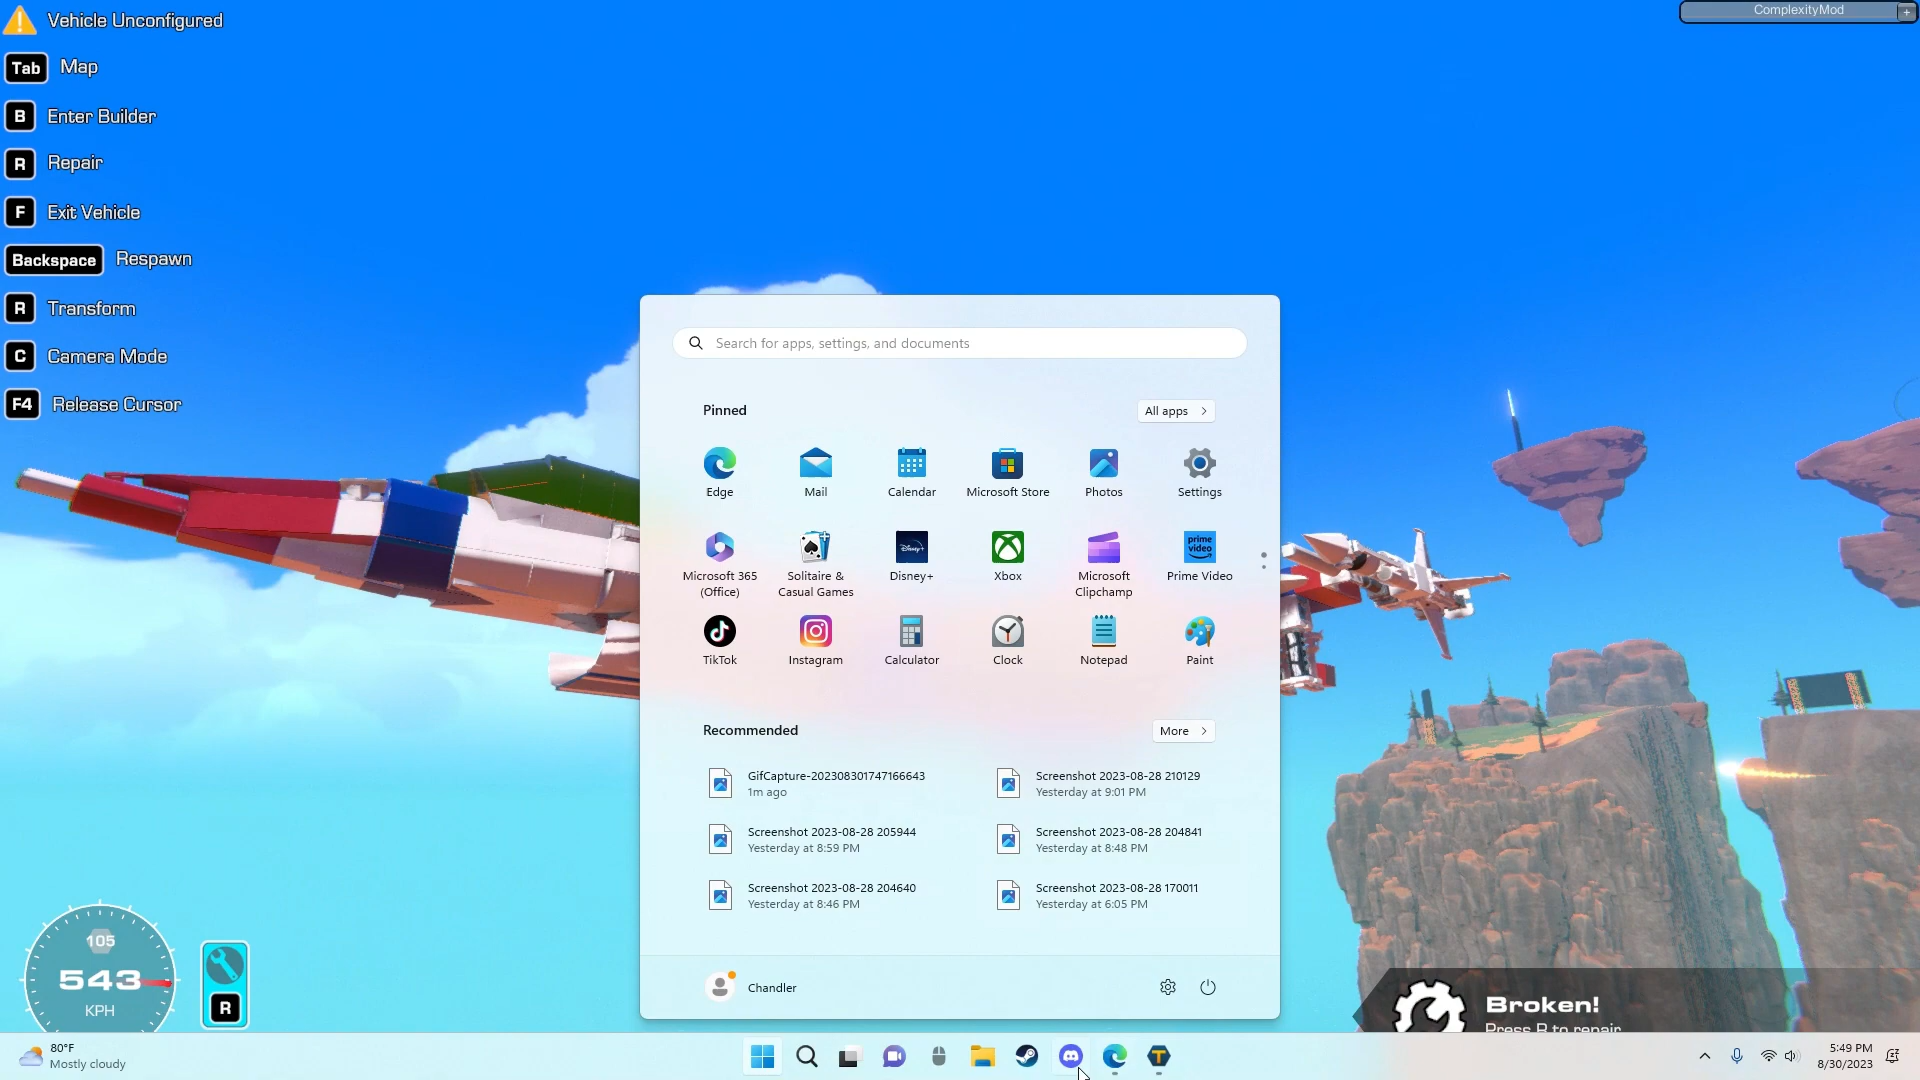 Vehicle Unconfigured
Tab Map
B Enter Builder
R Repair
F Exit Vehicle
Backspace Respawn
R Transform
C Camera Mode
F4 Release Cursor
ComplexityMod +
Search for apps, settings, and documents
Pinned
All apps
Edge
Mail
Calendar
Microsoft Store
Photos
Settings
Microsoft 365
(Office)
Solitaire &
Casual Games
Disney+
Disney+
Xbox
Microsoft
Clipchamp
prime
video
Prime Video
TikTok
Instagram
Calculator
Clock
Notepad
Paint
Recommended
More
GifCapture-202308301747166643
1m ago
Screenshot 2023-08-28 210129
Yesterday at 9:01 PM
Screenshot 2023-08-28 205944
Yesterday at 8:59 PM
Screenshot 2023-08-28 204841
Yesterday at 8:48 PM
Screenshot 2023-08-28 204640
Yesterday at 8:46 PM
Screenshot 2023-08-28 170011
Yesterday at 6:05 PM
Chandler
105
543
KPH
R
Broken!
Press R to repair
80°F
Mostly cloudy
5:49 PM
8/30/2023